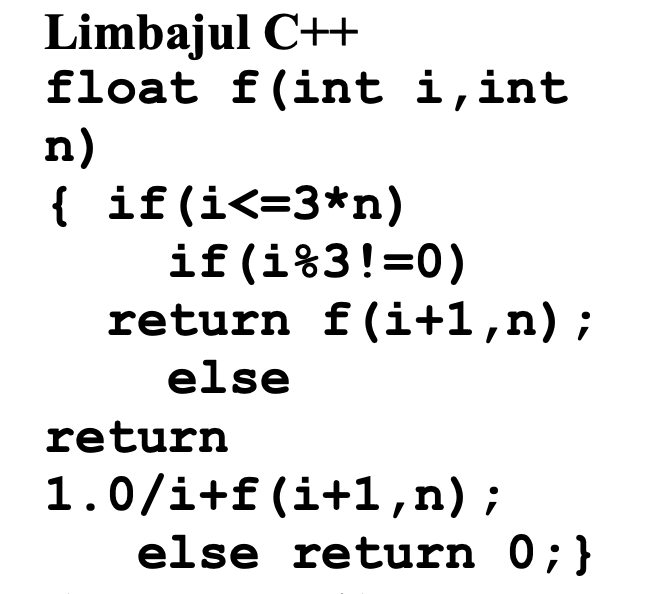 Limbajul C++
float f(int i,int
n)
{ if(i<=3*n)
if(i%3!=0)
return f(i+1,n);
else
return
1.0/i+f(i+1,n);
else return 0;}